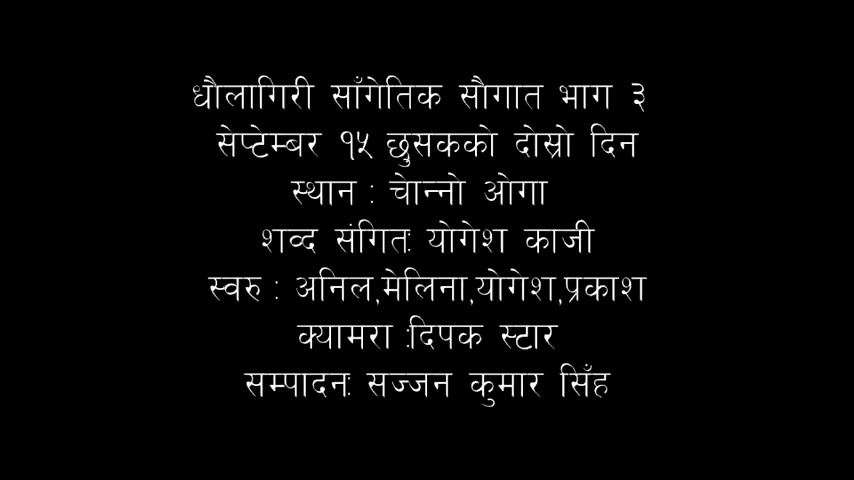 धौलागिरी साँगेतिक सौगात भाग ३
सेप्टेम्बर १५ छुसकको दोस्रो दिन
स्थान : चेान्नो ओगा
शव्द संगितः योगेश काजी
स्वरु : अनिल,मेलिना,योगेश,प्रकाश
क्यामरा :दिपक स्टार
सम्पादनः सज्जन कुमार सिँह